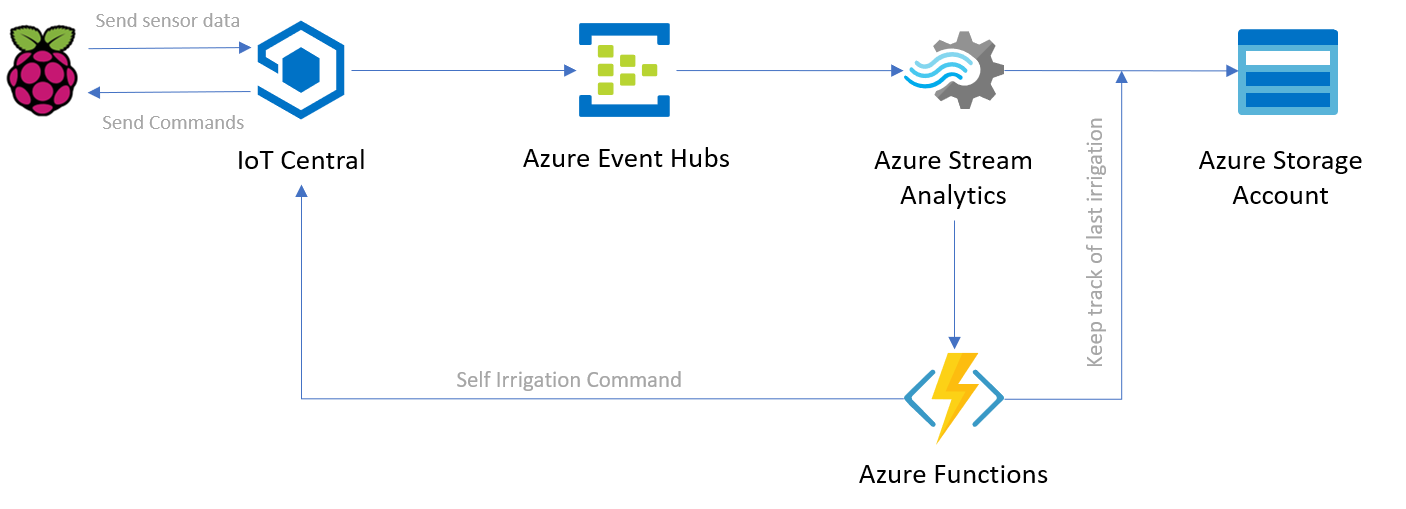 Send sensor data
Send Commands
IoT Central
Azure Event Hubs
Azure Stream
Analytics
Azure Storage
Account
Keep track of last irrigation
Self Irrigation Command
Azure Functions